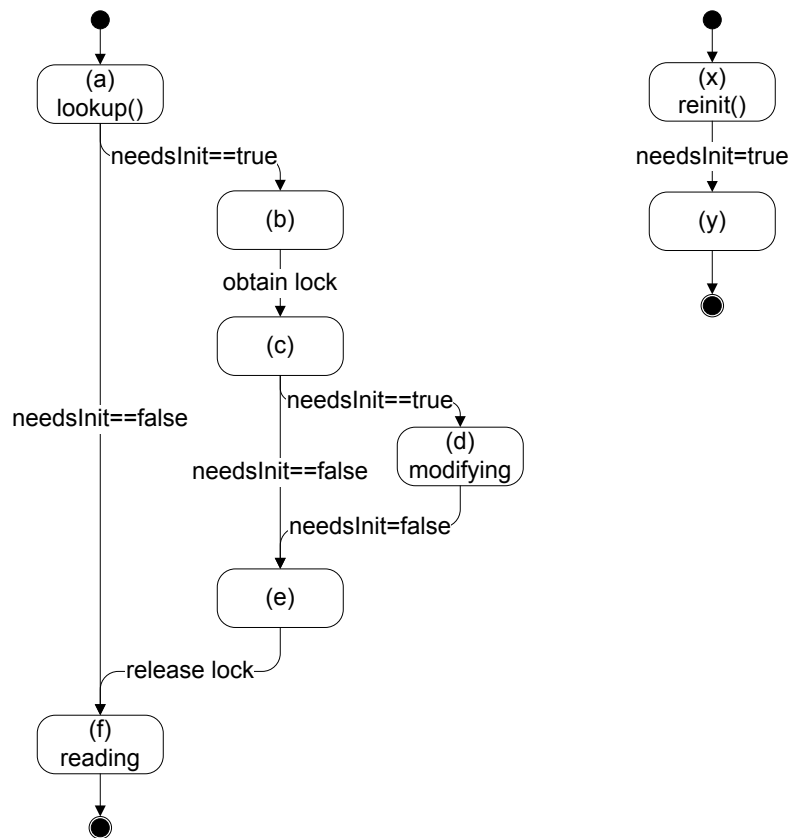 (a)
lookup()
needsInit==true
(b)
obtain lock
(c)
needsInit==true
needsInit==false
(d)
modifying
needsInit==false
needsInit=false
(e)
release lock
(f)
reading
(x)
reinit()
needsInit=true
(y)